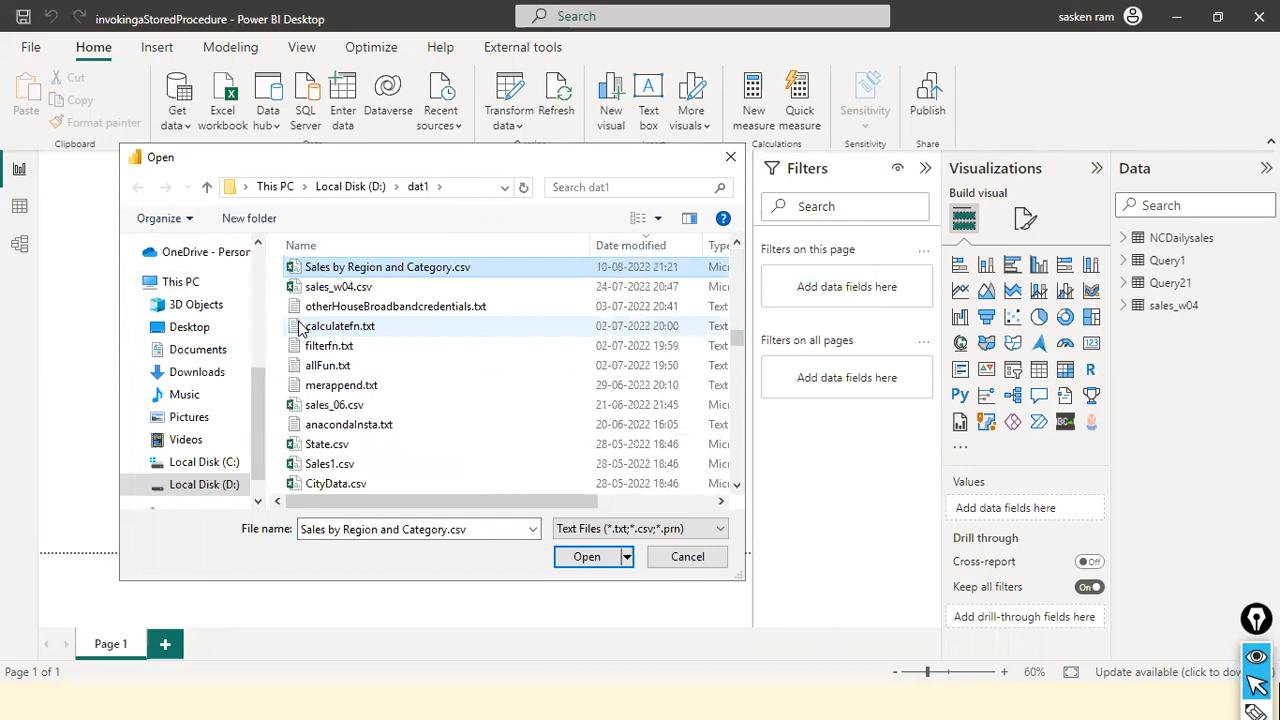 invokingaStoredProcedure - Power BI Desktop
Search
sasken ram
File
Home
Insert
Modeling
View
Optimize
Help
External tools
Paste
Cut
Copy
Format painter
Get data
Excel workbook
Data hub
SQL Server
Enter data
Dataverse
Recent sources
Transform data
Refresh
New visual
Text box
More visuals
New measure
Quick measure
Sensitivity
Publish
Clipboard
Calculations
Sensitivity
Share
Open
This PC
Local Disk (D:)
dat1
Search dat1
Organize
New folder
Name
Date modified
Type
OneDrive - Person
This PC
3D Objects
Desktop
Documents
Downloads
Music
Pictures
Videos
Local Disk (C:)
Local Disk (D:)
Sales by Region and Category.csv 10-08-2022 21:21 Micr
sales_w04.csv 24-07-2022 20:47 Micr
otherHouseBroadbandcredentials.txt 03-07-2022 20:41 Text
calculatefn.txt 02-07-2022 20:00 Text
filterfn.txt 02-07-2022 19:59 Text
allFun.txt 02-07-2022 19:50 Text
merappend.txt 29-06-2022 20:10 Text
sales_06.csv 21-06-2022 21:45 Micr
anacondaInsta.txt 20-06-2022 16:05 Text
State.csv 28-05-2022 18:46 Micr
Sales1.csv 28-05-2022 18:46 Micr
CityData.csv 28-05-2022 18:46 Micr
File name:
Sales by Region and Category.csv
Text Files (*.txt;*.csv;*.prn)
Open
Cancel
Filters
Search
Filters on this page
Add data fields here
Filters on all pages
Add data fields here
Visualizations
Build visual
123
R
Py
Values
Add data fields here
Drill through
Cross-report
Off
Keep all filters
On
Add drill-through fields here
Data
Search
NCDailysales
Query1
Query21
sales_w04
Page 1
Page 1 of 1
60%
Update available (click to dow